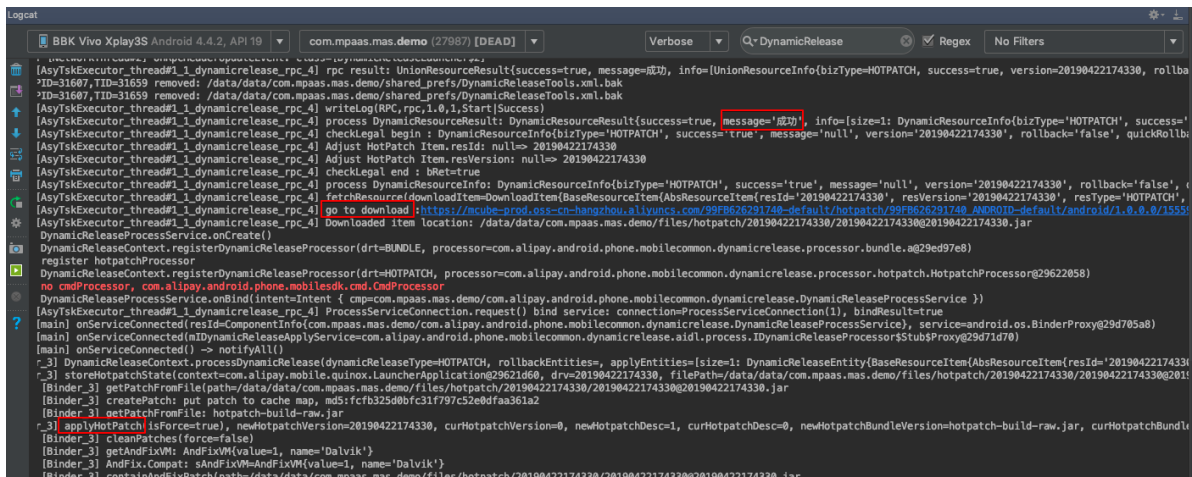 Logcat
BBK Vivo Xplay3S Android 4.4.2, API 19
com.mpaas.mas.demo (27987) [DEAD]
Verbose
DynamicRelease
Regex
No Filters
[AsyTskExecutor_thread#1_1_dynamicrelease_rpc_4] rpc result: UnionResourceResult{success=true, message=成功, info=[UnionResourceInfo{bizType=HOTPATCH, success=true, version=20190422174330, rollba
PID=31607,TID=31659 removed: /data/data/com.mpaas.mas.demo/shared_prefs/DynamicReleaseTools.xml.bak
PID=31607,TID=31659 removed: /data/data/com.mpaas.mas.demo/shared_prefs/DynamicReleaseTools.xml.bak
[AsyTskExecutor_thread#1_1_dynamicrelease_rpc_4] writeLog(RPC,rpc,1.0,1,Start|Success)
[AsyTskExecutor_thread#1_1_dynamicrelease_rpc_4] process DynamicResourceResult: DynamicResourceResult{success=true, message='成功', info=[size=1: DynamicResourceInfo{bizType='HOTPATCH', success='
[AsyTskExecutor_thread#1_1_dynamicrelease_rpc_4] checkLegal begin : DynamicResourceInfo{bizType='HOTPATCH', success='true', message='null', version='20190422174330', rollback='false', quickRollba
[AsyTskExecutor_thread#1_1_dynamicrelease_rpc_4] Adjust HotPatch Item.resId: null=> 20190422174330
[AsyTskExecutor_thread#1_1_dynamicrelease_rpc_4] Adjust HotPatch Item.resVersion: null=> 20190422174330
[AsyTskExecutor_thread#1_1_dynamicrelease_rpc_4] checkLegal end : bRet=true
[AsyTskExecutor_thread#1_1_dynamicrelease_rpc_4] process DynamicResourceInfo: DynamicResourceInfo{bizType='HOTPATCH', success='true', message='null', version='20190422174330', rollback='false',
[AsyTskExecutor_thread#1_1_dynamicrelease_rpc_4] fetchResource(downloadItem=DownloadItem{BaseResourceItem{AbsResourceItem{resId='20190422174330', resVersion='20190422174330', resType='HOTPATCH',
[AsyTskExecutor_thread#1_1_dynamicrelease_rpc_4] go to download :https://mcube-prod.oss-cn-hangzhou.aliyuncs.com/99FB626291740-default/hotpatch/99FB626291740_ANDROID-default/android/1.0.0.0/15559
[AsyTskExecutor_thread#1_1_dynamicrelease_rpc_4] Downloaded item location: /data/data/com.mpaas.mas.demo/files/hotpatch/20190422174330/20190422174330@20190422174330.jar
DynamicReleaseProcessService.onCreate()
DynamicReleaseContext.registerDynamicReleaseProcessor(drt=BUNDLE, processor=com.alipay.android.phone.mobilecommon.dynamicrelease.processor.bundle.a@29ed97e8)
register hotpatchProcessor
DynamicReleaseContext.registerDynamicReleaseProcessor(drt=HOTPATCH, processor=com.alipay.android.phone.mobilecommon.dynamicrelease.processor.hotpatch.HotpatchProcessor@29622058)
no cmdProcessor, com.alipay.android.phone.mobilesdk.cmd.CmdProcessor
DynamicReleaseProcessService.onBind(intent=Intent { cmp=com.mpaas.mas.demo/com.alipay.android.phone.mobilecommon.dynamicrelease.DynamicReleaseProcessService })
[AsyTskExecutor_thread#1_1_dynamicrelease_rpc_4] ProcessServiceConnection.request() bind service: connection=ProcessServiceConnection(1), bindResult=true
[main] onServiceConnected(resId=ComponentInfo{com.mpaas.mas.demo/com.alipay.android.phone.mobilecommon.dynamicrelease.DynamicReleaseProcessService}, service=android.os.BinderProxy@29d705a8)
[main] onServiceConnected(mIDynamicReleaseApplyService=com.alipay.android.phone.mobilecommon.dynamicrelease.aidl.process.IDynamicReleaseProcessor$Stub$Proxy@29d71d70)
[main] onServiceConnected() -> notifyAll()
r_3] DynamicReleaseContext.processDynamicRelease(dynamicReleaseType=HOTPATCH, rollbackEntities=, applyEntities=[size=1: DynamicReleaseEntity{BaseResourceItem{AbsResourceItem{resId='2019042217433
r_3] storeHotpatchState(context=com.alipay.mobile.quinox.LauncherApplication@29621d60, drv=20190422174330, filePath=/data/data/com.mpaas.mas.demo/files/hotpatch/20190422174330/20190422174330@2019
[Binder_3] getPatchFromFile(path=/data/data/com.mpaas.mas.demo/files/hotpatch/20190422174330/20190422174330@20190422174330.jar
[Binder_3] createPatch: put patch to cache map, md5:fcfb325d0bfc31f797c52e0dfaa361a2
[Binder_3] getPatchFromFile: hotpatch-build-raw.jar
r_3] applyHotPatch(isForce=true), newHotpatchVersion=20190422174330, curHotpatchVersion=0, newHotpatchDesc=1, curHotpatchDesc=0, newHotpatchBundleVersion=hotpatch-build-raw.jar, curHotpatchBundle
[Binder_3] cleanPatches(force=false)
[Binder_3] getAndFixVM: AndFixVM{value=1, name='Dalvik'}
[Binder_3] AndFix.Compat: sAndFixVM=AndFixVM{value=1, name='Dalvik'}